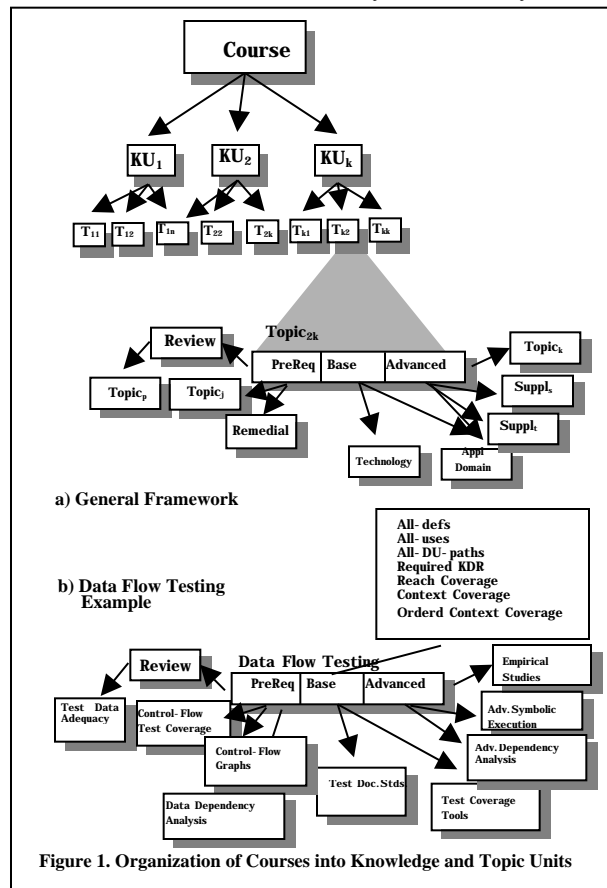 Course
KU1 KU2 KUk
T11 T12 T1n T22 T2k Tk1 Tk2 Tkk
Topic2k
Review
PreReq Base Advanced
Topick
Topicp
Topicj
Suppls
Remedial
Supplt
Technology
Appl
Domain
a) General Framework
All-defs
All-uses
All-DU-paths
Required KDR
Reach Coverage
Context Coverage
Orderd Context Coverage
b) Data Flow Testing
Example
Review
Data Flow Testing
PreReq Base Advanced
Empirical
Studies
Test Data
Adequacy
Control-Flow
Test Coverage
Adv.Symbolic
Execution
Control-Flow
Graphs
Adv.Dependency
Analysis
Test Doc.Stds.
Data Dependency
Analysis
Test Coverage
Tools
Figure 1. Organization of Courses into Knowledge and Topic Units